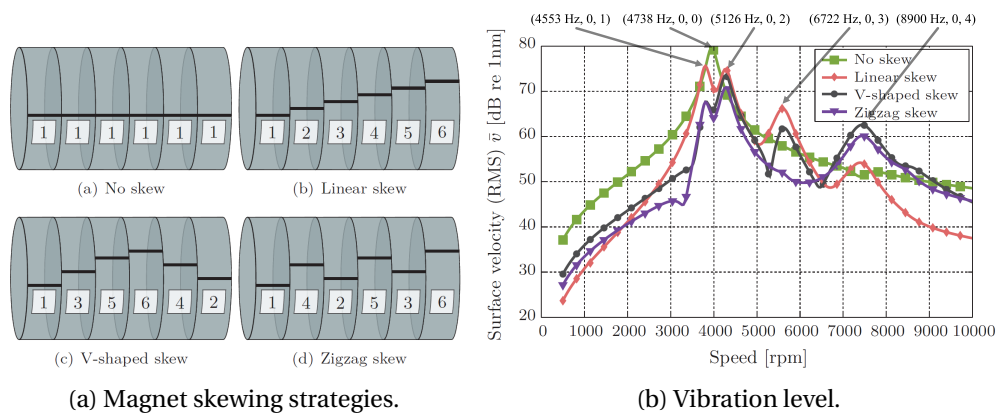 1 1 1 1 1 1
(a) No skew
1 2 3 4 5 6
(b) Linear skew
1 3 5 6 4 2
(c) V-shaped skew
1 4 2 5 3 6
(d) Zigzag skew
(a) Magnet skewing strategies.
(4553 Hz, 0, 1) (4738 Hz, 0, 0) (5126 Hz, 0, 2) (6722 Hz, 0, 3) (8900 Hz, 0, 4)
Surface velocity (RMS) v̄ [dB re 1nm]
80
70
60
50
40
30
20
No skew
Linear skew
V-shaped skew
Zigzag skew
0 1000 2000 3000 4000 5000 6000 7000 8000 9000 10000
Speed [rpm]
(b) Vibration level.